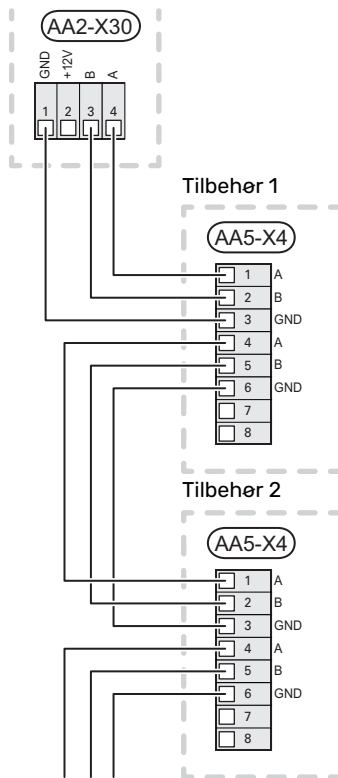 AA2-X30
GND +12V B A
1 2 3 4
Tilbehør 1
AA5-X4
1 A
2 B
3 GND
4 A
5 B
6 GND
7
8
Tilbehør 2
AA5-X4
1 A
2 B
3 GND
4 A
5 B
6 GND
7
8